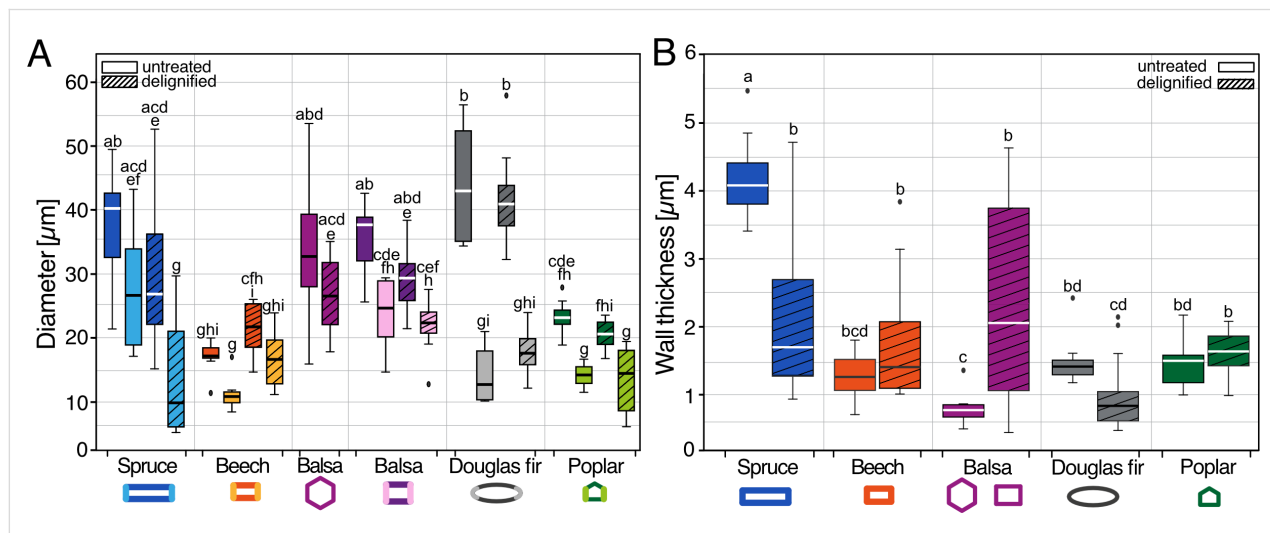 A
untreated
delignified
Diameter [µm]
60
50
40
30
20
10
0
ab
acd
ef
acd
e
g
ghi
g
cfh
i
ghi
abd
acd
e
ab
cde
fh
abd
e
cef
h
b
gi
b
ghi
cde
fh
g
fhi
g
Spruce
Beech
Balsa
Balsa
Douglas fir
Poplar
B
untreated
delignified
Wall thickness [µm]
6
5
4
3
2
1
0
a
b
bcd
b
c
b
bd
cd
bd
b
Spruce
Beech
Balsa
Douglas fir
Poplar